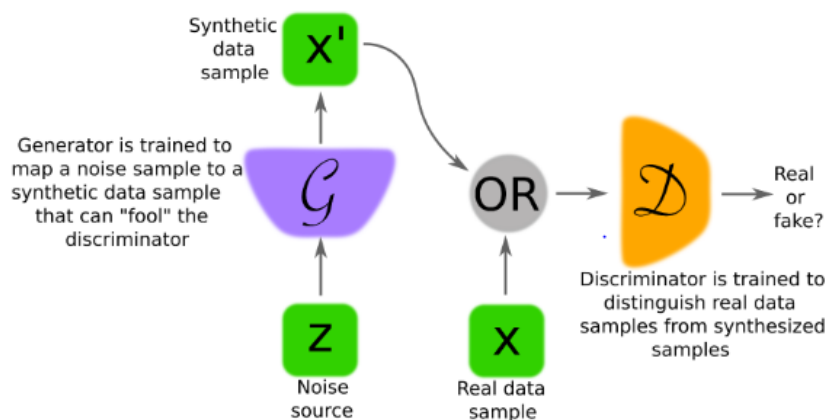 Synthetic
data
sample
x'
Generator is trained to
map a noise sample to a
synthetic data sample
that can "fool" the
discriminator
G
OR
D
Real
or
fake?
Discriminator is trained to
distinguish real data
samples from synthesized
samples
z
Noise
source
x
Real data
sample